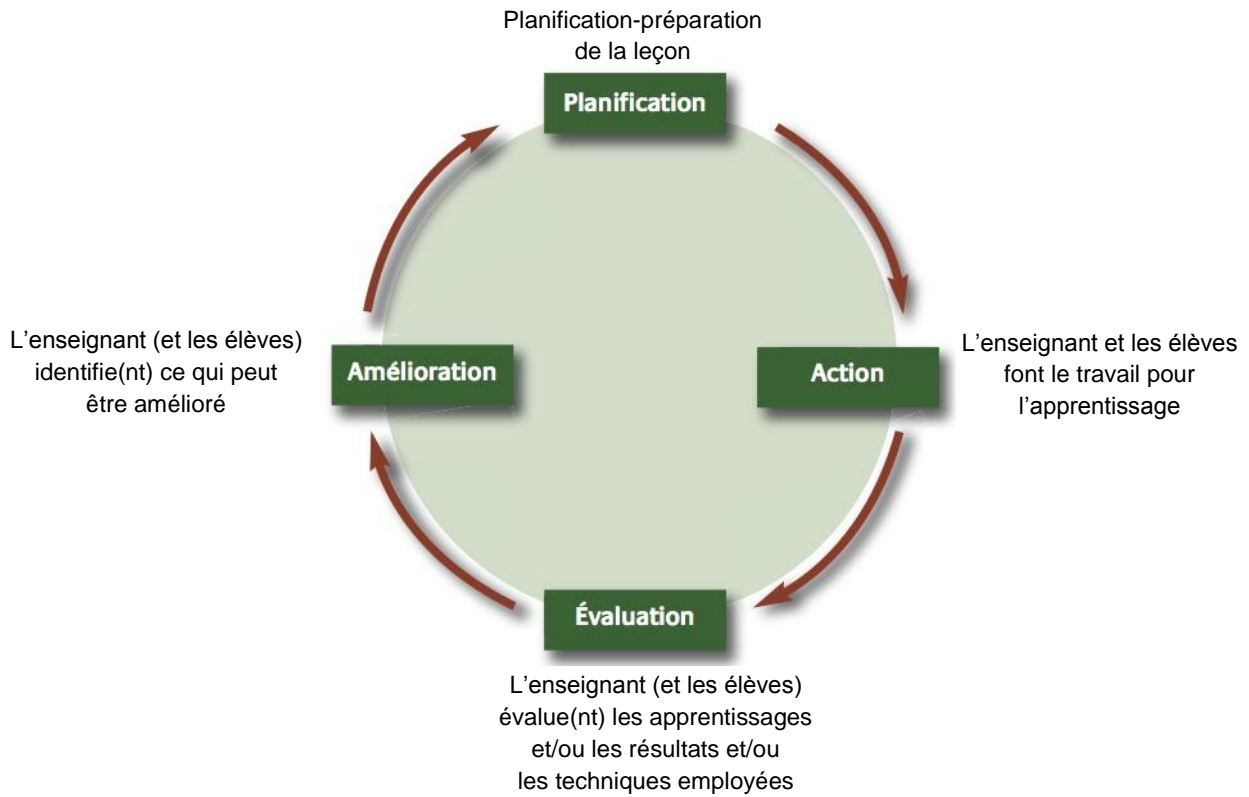 Planification-préparation
de la leçon
Planification
L’enseignant (et les élèves)
identifie(nt) ce qui peut
être amélioré
Amélioration
Action
L’enseignant et les élèves
font le travail pour
l’apprentissage
Évaluation
L’enseignant (et les élèves)
évalue(nt) les apprentissages
et/ou les résultats et/ou
les techniques employées